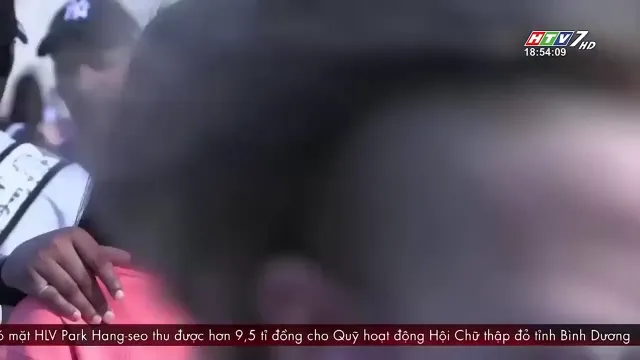 NY
HTV7 HD
18:54:09
ó mặt HLV Park Hang-seo thu được hơn 9,5 tỉ đồng cho Quỹ hoạt động Hội Chữ thập đỏ tỉnh Bình Dương